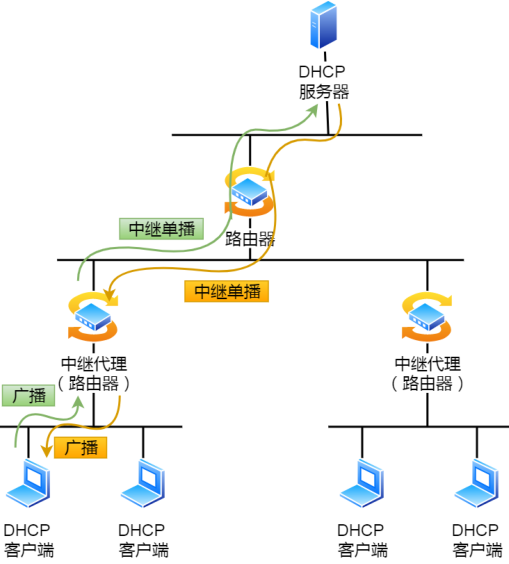 DHCP
服务器
中继单播
路由器
中继单播
中继代理
（路由器）
中继代理
（路由器）
广播
广播
DHCP
客户端
DHCP
客户端
DHCP
客户端
DHCP
客户端